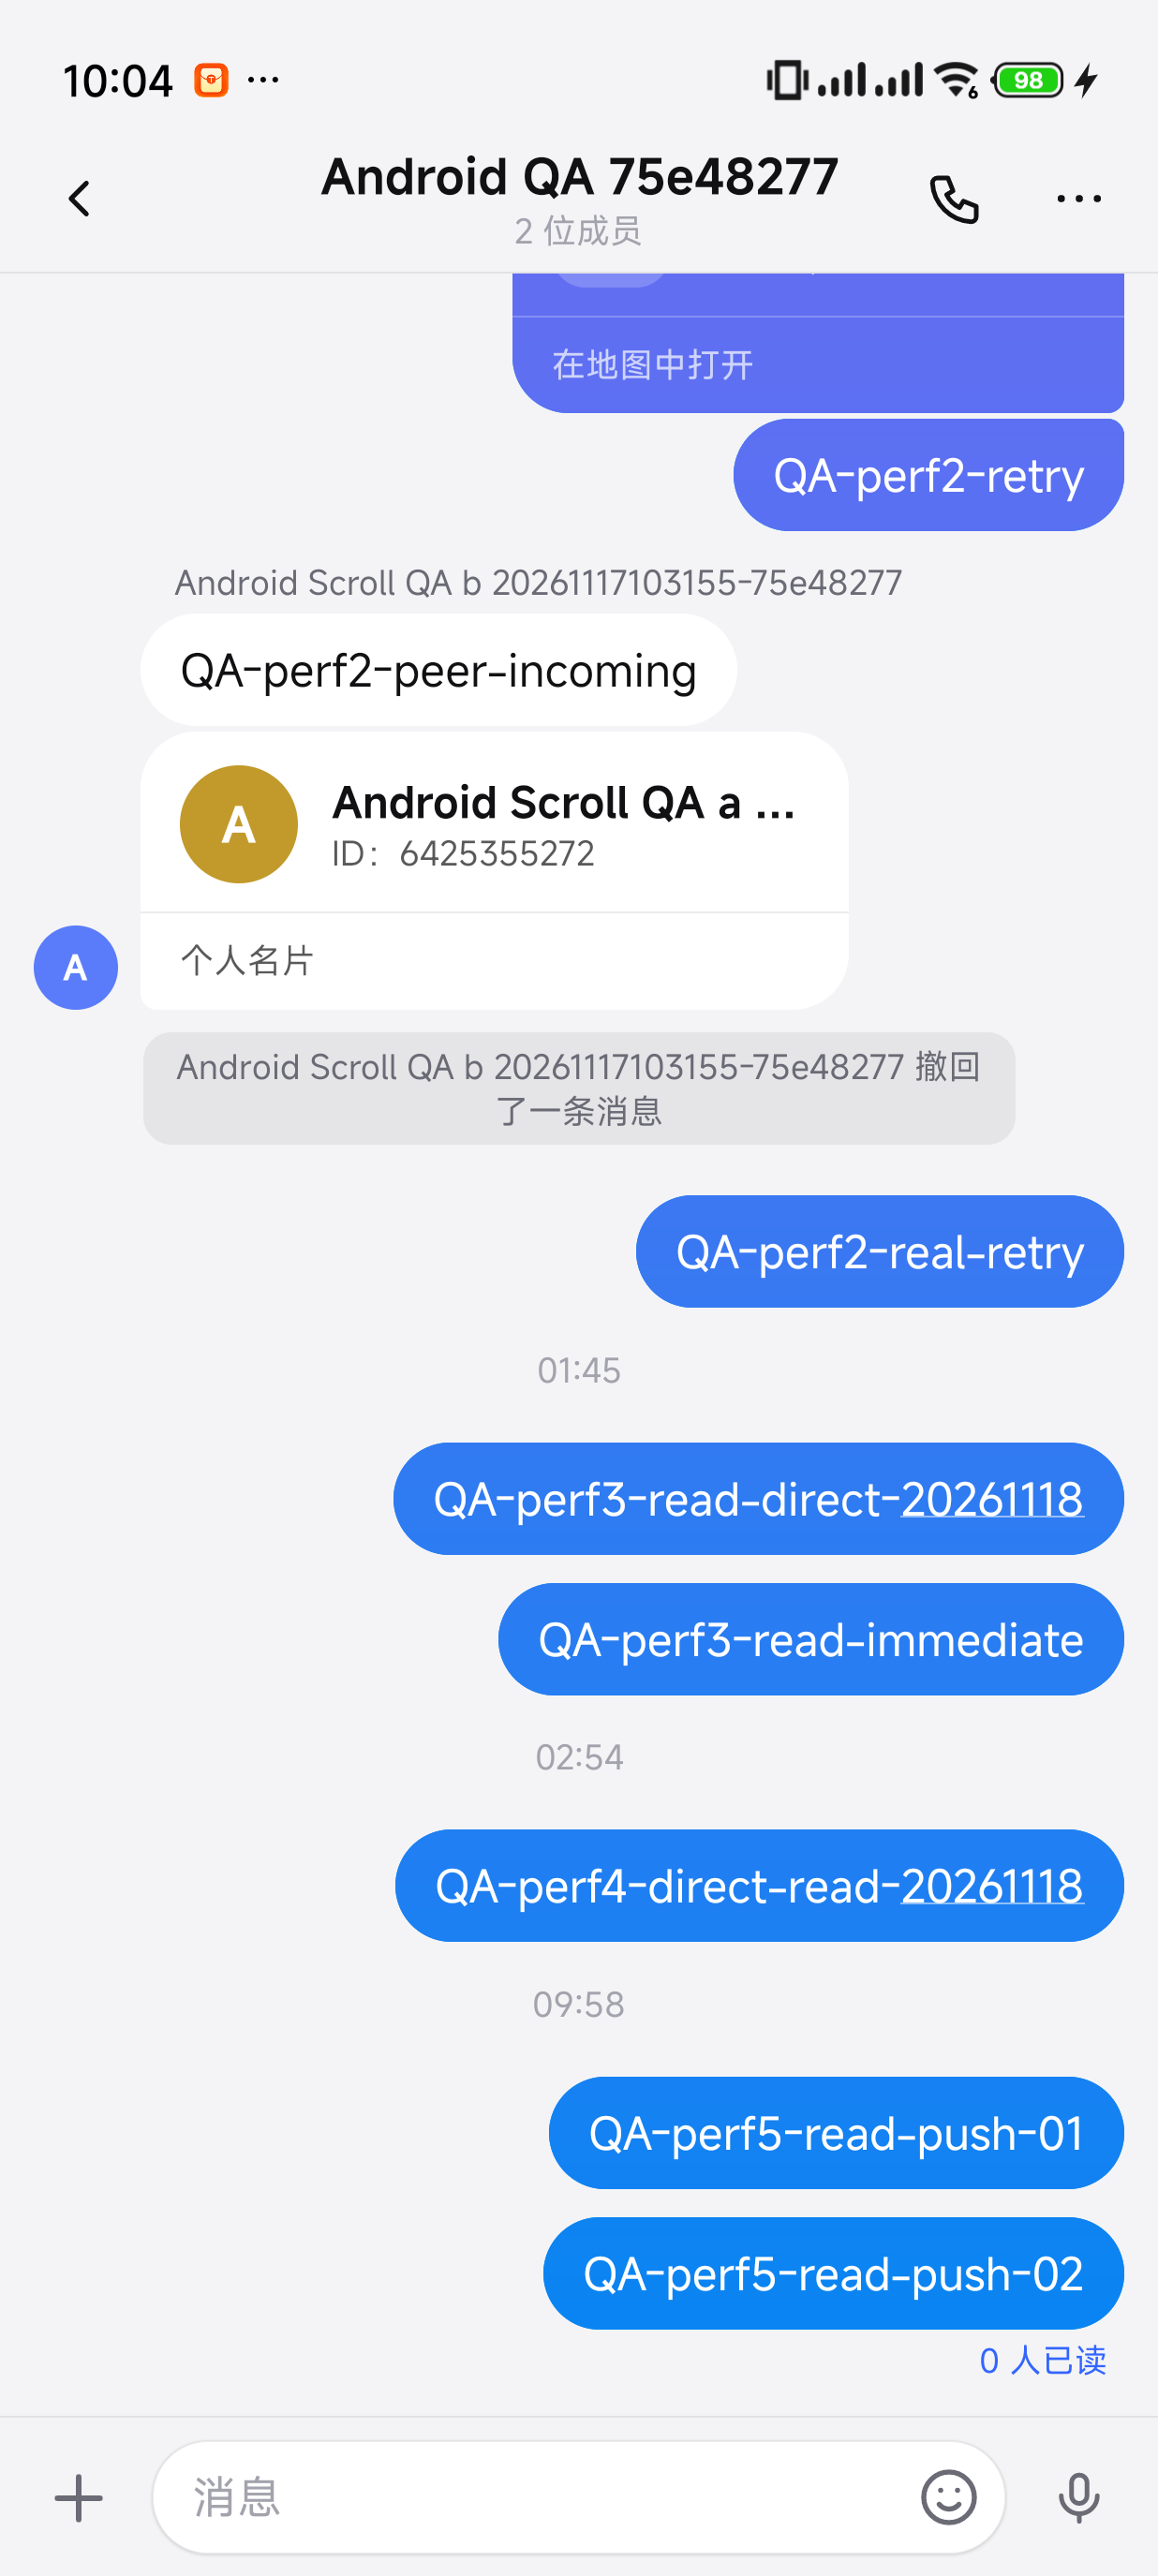 10:04
98
Android QA 75e48277
2 位成员
在地图中打开
QA-perf2-retry
Android Scroll QA b 20261117103155-75e48277
QA-perf2-peer-incoming
A
Android Scroll QA a ...
ID： 6425355272
个人名片
A
Android Scroll QA b 20261117103155-75e48277 撤回
了一条消息
QA-perf2-real-retry
01:45
QA-perf3-read-direct-20261118
QA-perf3-read-immediate
02:54
QA-perf4-direct-read-20261118
09:58
QA-perf5-read-push-01
QA-perf5-read-push-02
0 人已读
消息